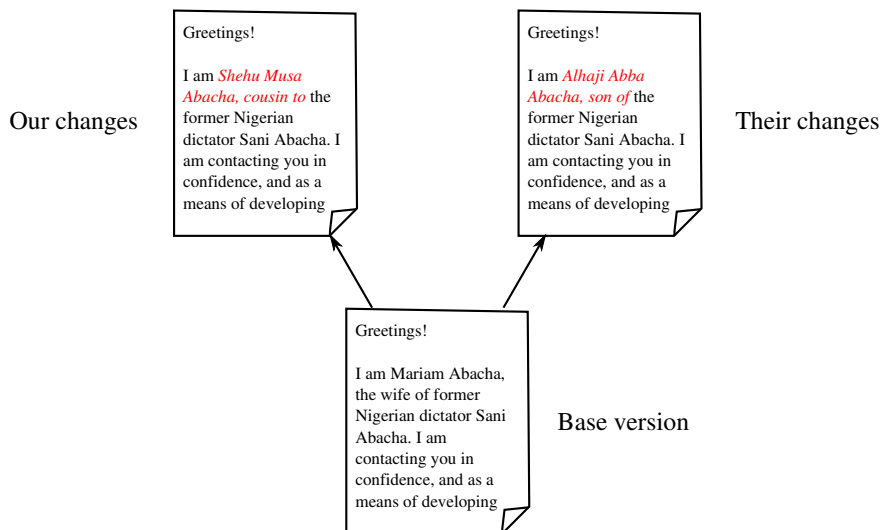 Greetings!
I am Shehu Musa
Abacha, cousin to the
former Nigerian
dictator Sani Abacha. I
am contacting you in
confidence, and as a
means of developing
Our changes
Greetings!
I am Alhaji Abba
Abacha, son of the
former Nigerian
dictator Sani Abacha. I
am contacting you in
confidence, and as a
means of developing
Their changes
Greetings!
I am Mariam Abacha,
the wife of former
Nigerian dictator Sani
Abacha. I am
contacting you in
confidence, and as a
means of developing
Base version